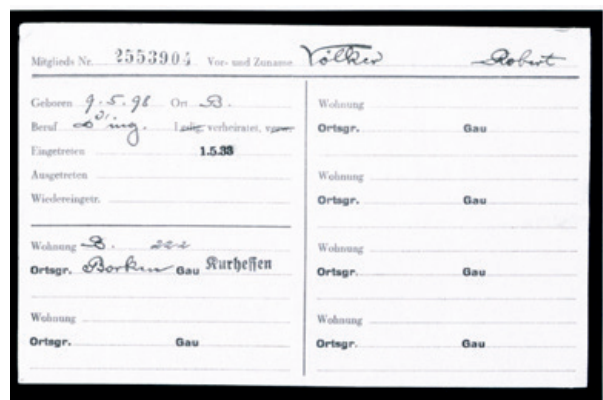 Mitglieds Nr. 2553904 Vor- und Zuname Völker Robert
Geboren 9.5.98 Ort B.
Beruf Ding. Ledig, verheiratet, verw.
Eingetreten 1.5.33
Ausgetreten
Wiedereingetr.
Wohnung B. 222
Ortsgr. Borken Gau Kurhessen
Wohnung
Ortsgr. Gau
Wohnung
Ortsgr. Gau
Wohnung
Ortsgr. Gau
Wohnung
Ortsgr. Gau
Wohnung
Ortsgr. Gau